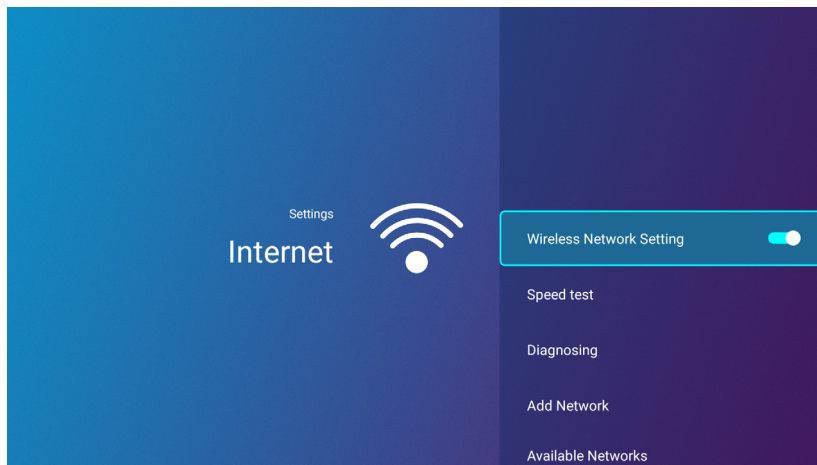 Settings
Internet
Wireless Network Setting
Speed test
Diagnosing
Add Network
Available Networks